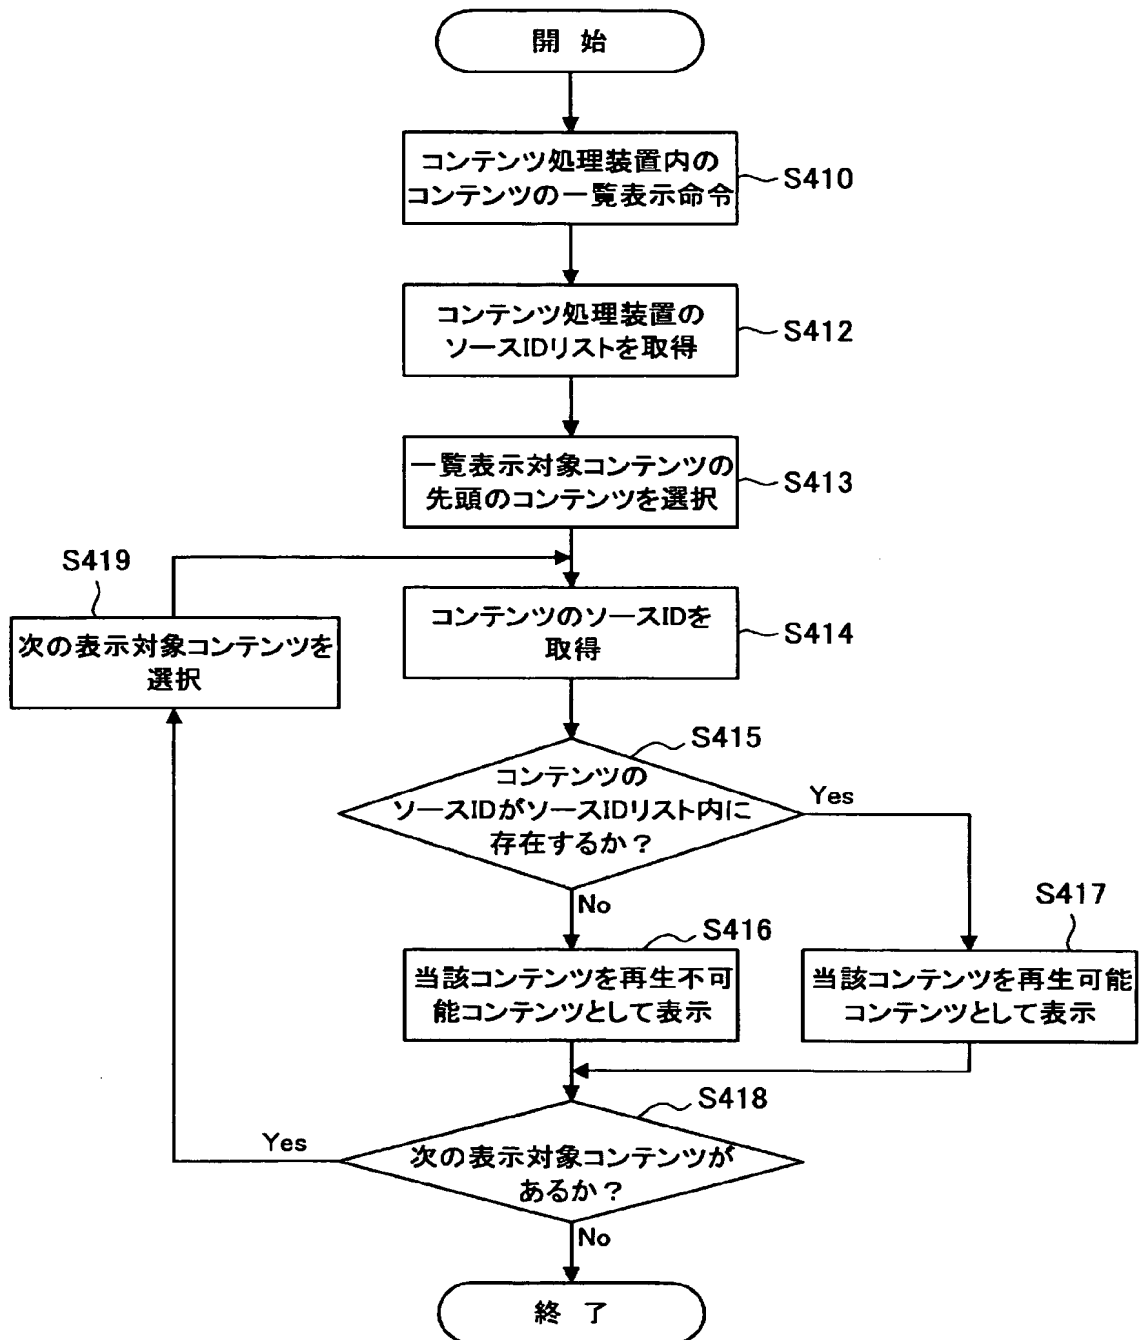 開 始
コンテンツ処理装置内の
コンテンツの一覧表示命令
S410
コンテンツ処理装置の
ソースIDリストを取得
S412
一覧表示対象コンテンツの
先頭のコンテンツを選択
S413
S419
次の表示対象コンテンツを
選択
コンテンツのソースIDを
取得
S414
S415
コンテンツの
ソースIDがソースIDリスト内に
存在するか？
Yes
No
S416
当該コンテンツを再生不可
能コンテンツとして表示
S417
当該コンテンツを再生可能
コンテンツとして表示
S418
Yes
次の表示対象コンテンツが
あるか？
No
終 了